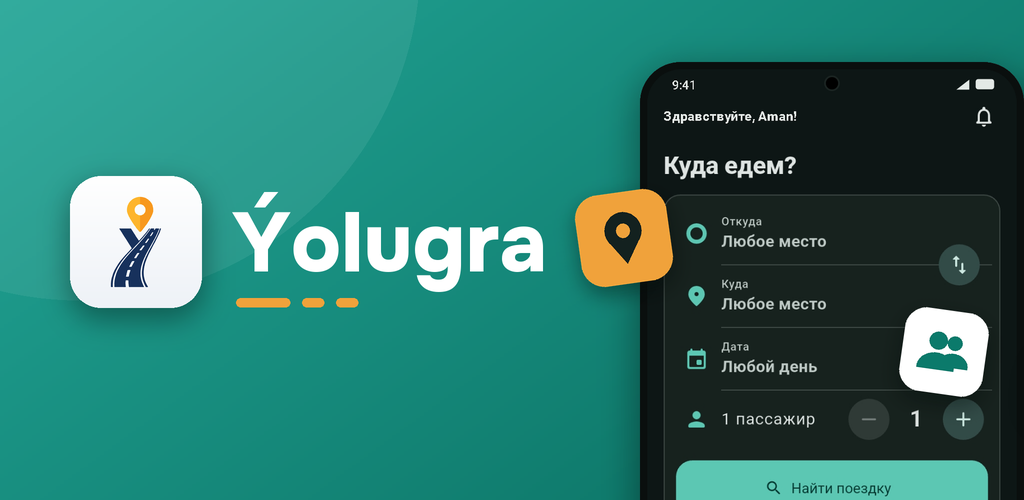 Ýolugra
9:41
Здравствуйте, Aman!
Куда едем?
Откуда
Любое место
Куда
Любое место
Дата
Любой день
1 пассажир
− 1 +
Найти поездку